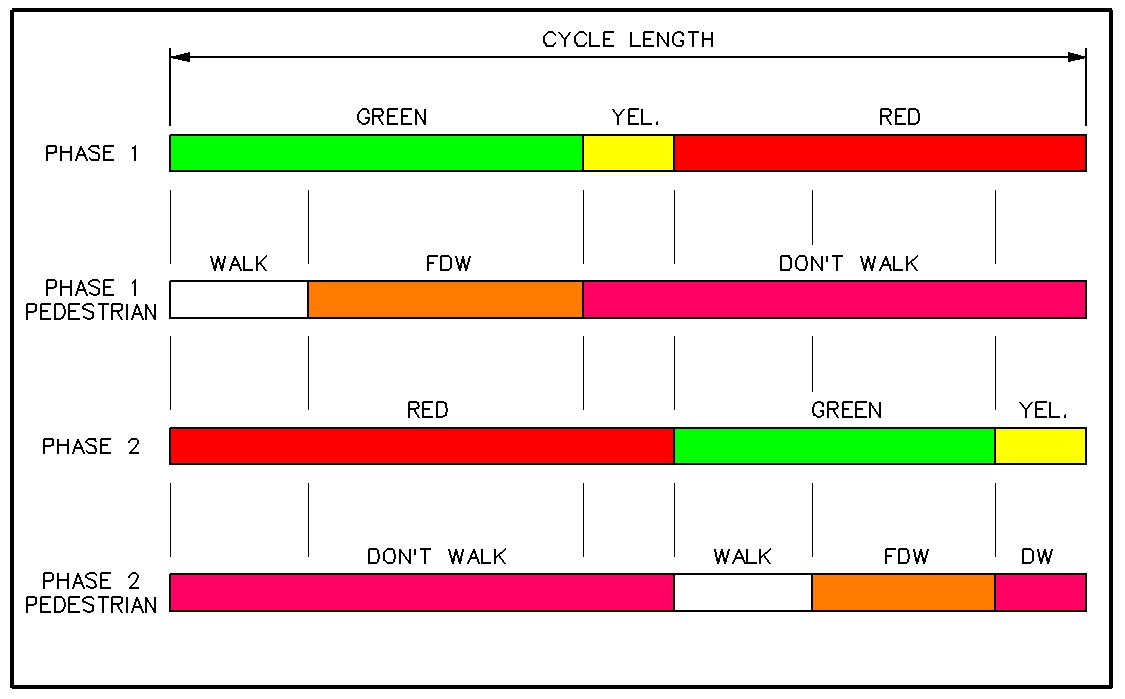 CYCLE LENGTH
GREEN YEL. RED
PHASE 1
WALK FDW DON'T WALK
PHASE 1
PEDESTRIAN
RED GREEN YEL.
PHASE 2
DON'T WALK WALK FDW DW
PHASE 2
PEDESTRIAN